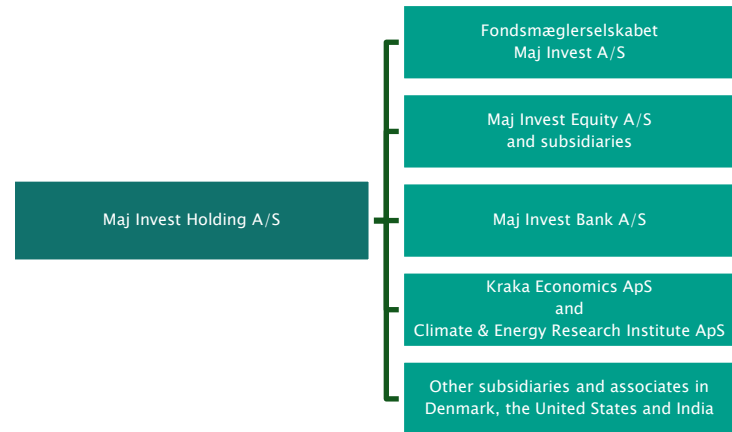 Maj Invest Holding A/S
Fondsmæglerselskabet
Maj Invest A/S
Maj Invest Equity A/S
and subsidiaries
Maj Invest Bank A/S
Kraka Economics ApS
and
Climate & Energy Research Institute ApS
Other subsidiaries and associates in
Denmark, the United States and India